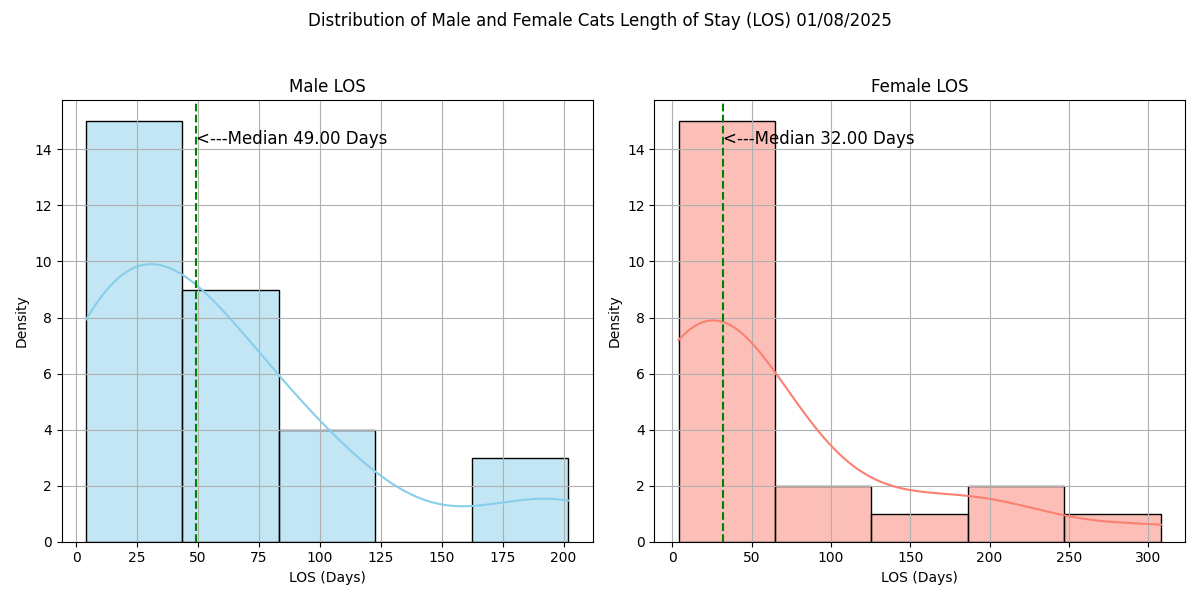 Distribution of Male and Female Cats Length of Stay (LOS) 01/08/2025
Male LOS
<---Median 49.00 Days
Density
14
12
10
8
6
4
2
0
0 25 50 75 100 125 150 175 200
LOS (Days)
Female LOS
<---Median 32.00 Days
Density
14
12
10
8
6
4
2
0
0 50 100 150 200 250 300
LOS (Days)